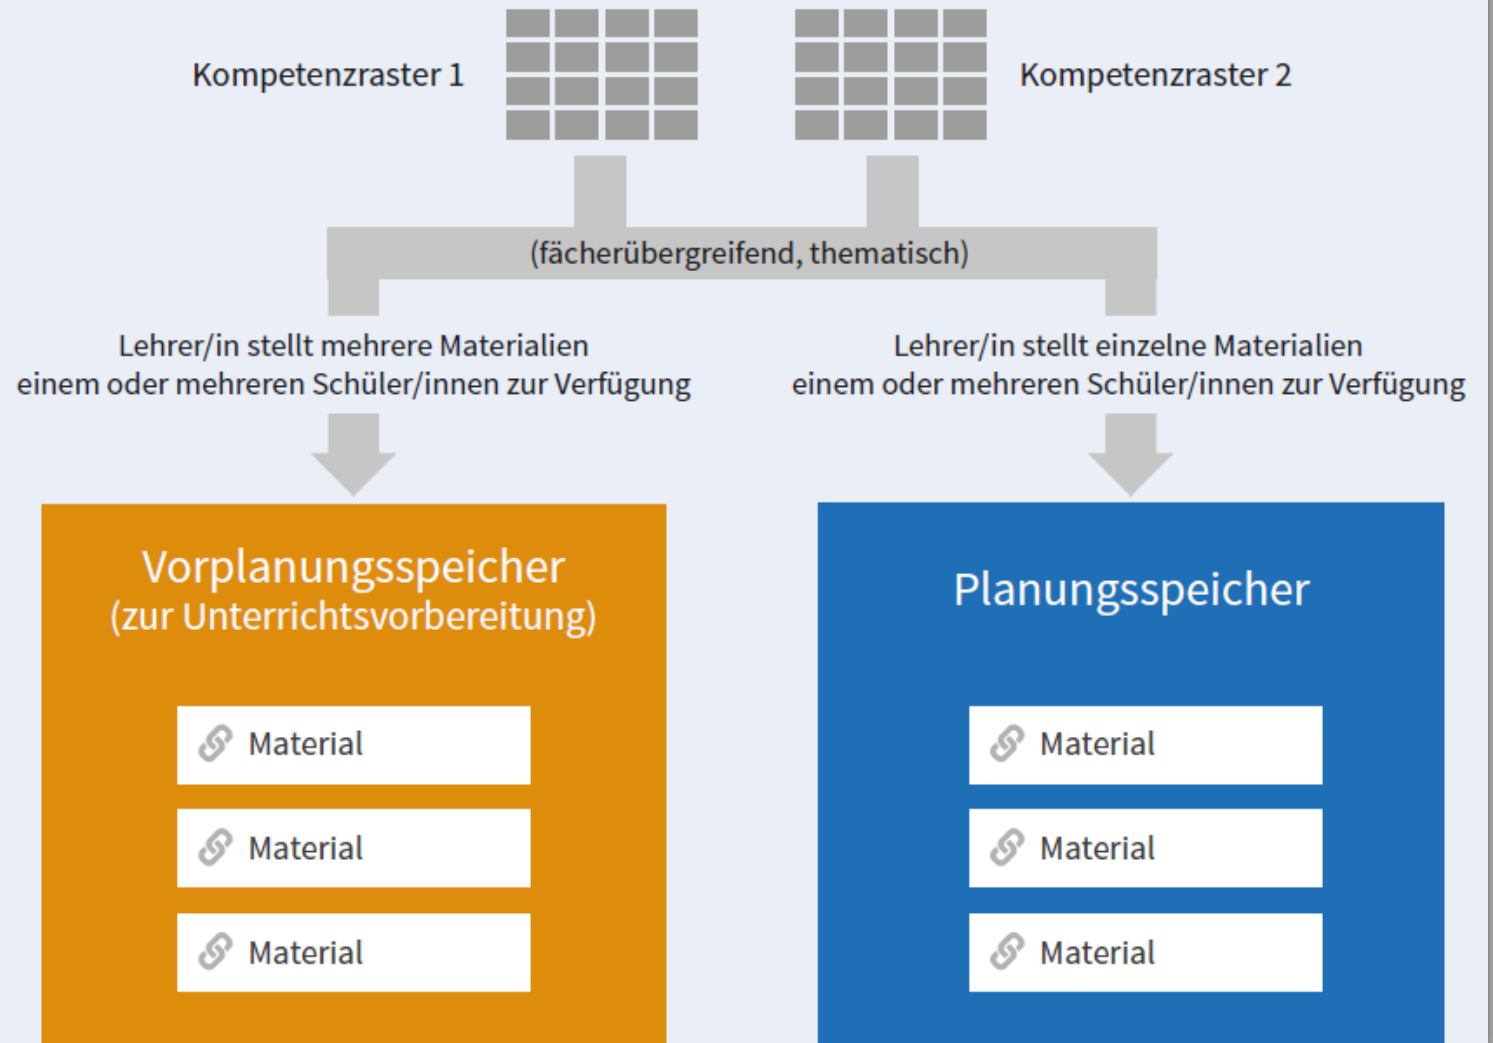 Kompetenzraster 1
Kompetenzraster 2
(fächerübergreifend, thematisch)
Lehrer/in stellt mehrere Materialien
einem oder mehreren Schüler/innen zur Verfügung
Lehrer/in stellt einzelne Materialien
einem oder mehreren Schüler/innen zur Verfügung
Vorplanungsspeicher
(zur Unterrichtsvorbereitung)
Material
Material
Material
Planungsspeicher
Material
Material
Material